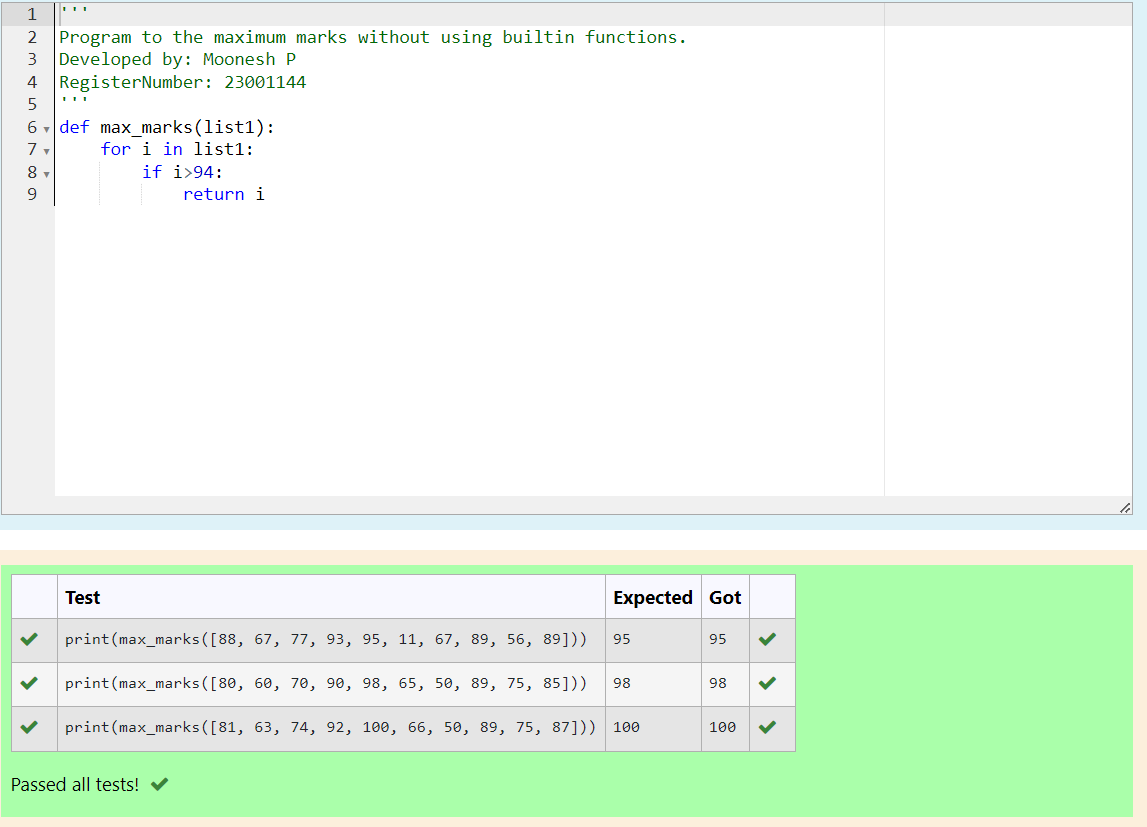 1 '''
2 Program to the maximum marks without using builtin functions.
3 Developed by: Moonesh P
4 RegisterNumber: 23001144
5 '''
6 def max_marks(list1):
7     for i in list1:
8         if i>94:
9             return i
Test Expected Got
print(max_marks([88, 67, 77, 93, 95, 11, 67, 89, 56, 89])) 95 95
print(max_marks([80, 60, 70, 90, 98, 65, 50, 89, 75, 85])) 98 98
print(max_marks([81, 63, 74, 92, 100, 66, 50, 89, 75, 87])) 100 100
Passed all tests!